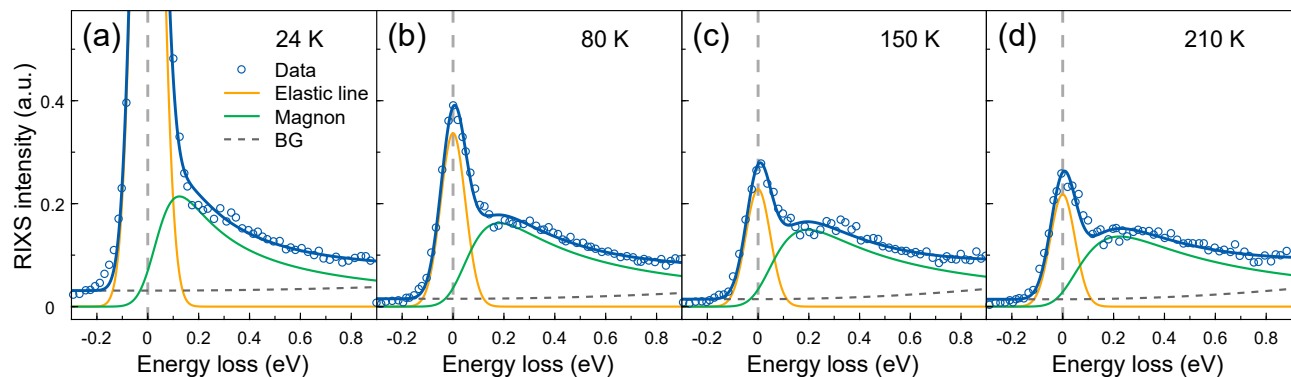 (a) 24 K (b) 80 K (c) 150 K (d) 210 K
Data
Elastic line
Magnon
BG
RIXS intensity (a.u.)
0.4
0.2
0
-0.2 0 0.2 0.4 0.6 0.8 -0.2 0 0.2 0.4 0.6 0.8 -0.2 0 0.2 0.4 0.6 0.8 -0.2 0 0.2 0.4 0.6 0.8
Energy loss (eV) Energy loss (eV) Energy loss (eV) Energy loss (eV)